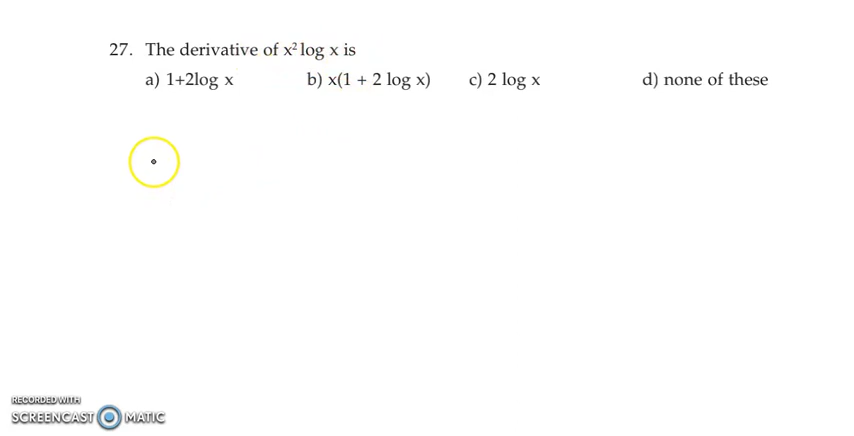 27. The derivative of x² log x is
a) 1+2log x b) x(1 + 2 log x) c) 2 log x d) none of these
RECORDED WITH
SCREENCAST MATIC